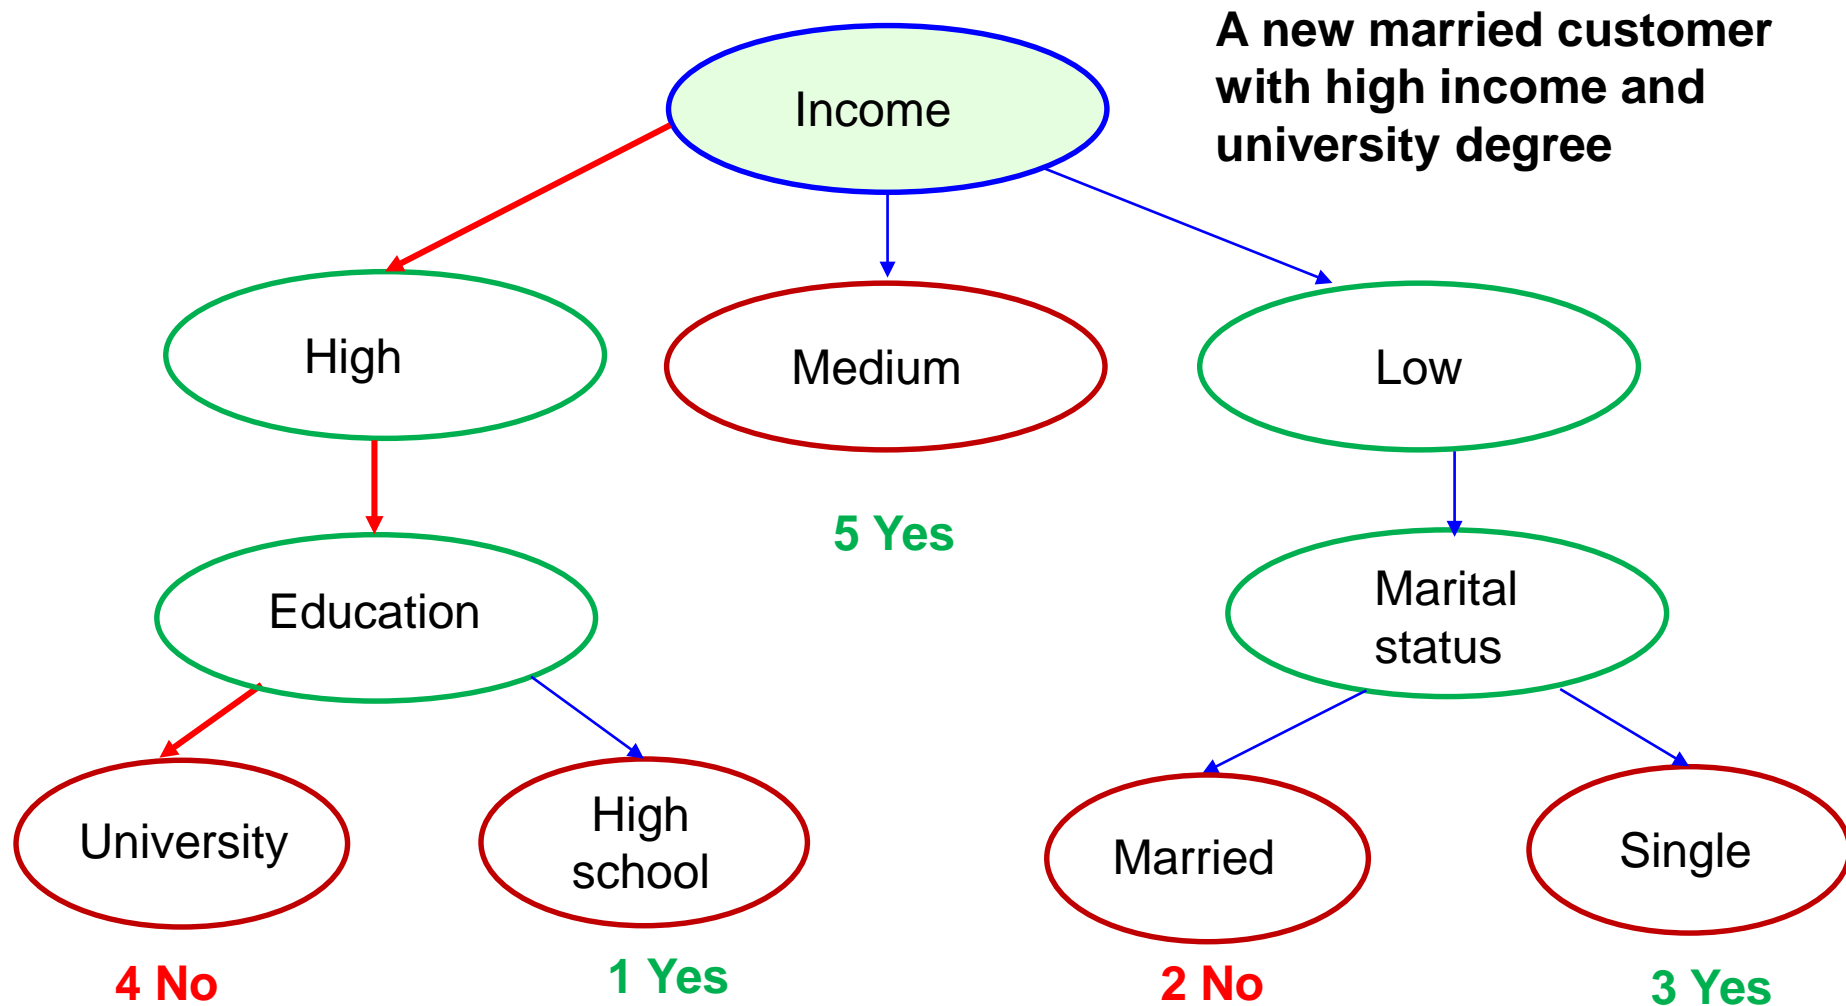 A new married customer
with high income and
university degree
Income
High
Medium
Low
5 Yes
Education
Marital
status
University
High
school
Married
Single
4 No
1 Yes
2 No
3 Yes